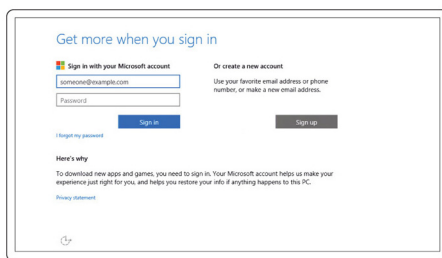 Get more when you sign in
Sign in with your Microsoft account
Or create a new account
someone@example.com
Use your favorite email address or phone
number, or make a new email address.
Password
Sign in
Sign up
I forgot my password
Here's why
To download new apps and games, you need to sign in. Your Microsoft account helps us make your
experience just right for you, and helps you restore your info if anything happens to this PC.
Privacy statement